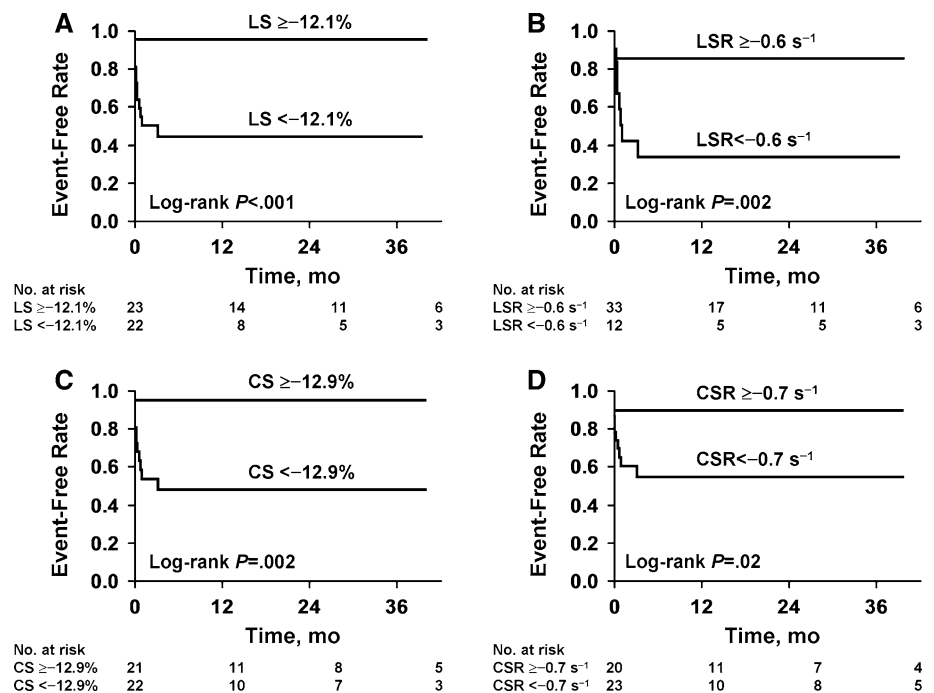 A
LS ≥–12.1%
LS <–12.1%
Log-rank P<.001
Event-Free Rate
1.0
0.8
0.6
0.4
0.2
0.0
0 12 24 36
Time, mo
No. at risk
LS ≥–12.1% 23 14 11 6
LS <–12.1% 22 8 5 3
B
LSR ≥–0.6 s⁻¹
LSR<–0.6 s⁻¹
Log-rank P=.002
Event-Free Rate
1.0
0.8
0.6
0.4
0.2
0.0
0 12 24 36
Time, mo
No. at risk
LSR ≥–0.6 s⁻¹ 33 17 11 6
LSR <–0.6 s⁻¹ 12 5 5 3
C
CS ≥–12.9%
CS <–12.9%
Log-rank P=.002
Event-Free Rate
1.0
0.8
0.6
0.4
0.2
0.0
0 12 24 36
Time, mo
No. at risk
CS ≥–12.9% 21 11 8 5
CS <–12.9% 22 10 7 3
D
CSR ≥–0.7 s⁻¹
CSR<–0.7 s⁻¹
Log-rank P=.02
Event-Free Rate
1.0
0.8
0.6
0.4
0.2
0.0
0 12 24 36
Time, mo
No. at risk
CSR ≥–0.7 s⁻¹ 20 11 7 4
CSR <–0.7 s⁻¹ 23 10 8 5